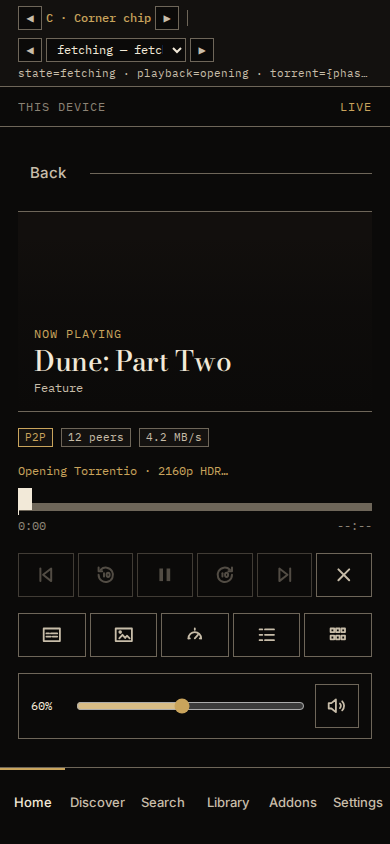 ◀ C · Corner chip ▶
◀ fetching — fetc ▶
state=fetching · playback=opening · torrent={phas…
THIS DEVICE LIVE
Back
NOW PLAYING
Dune: Part Two
Feature
P2P 12 peers 4.2 MB/s
Opening Torrentio · 2160p HDR…
0:00 --:--
10 10
60%
Home Discover Search Library Addons Settings